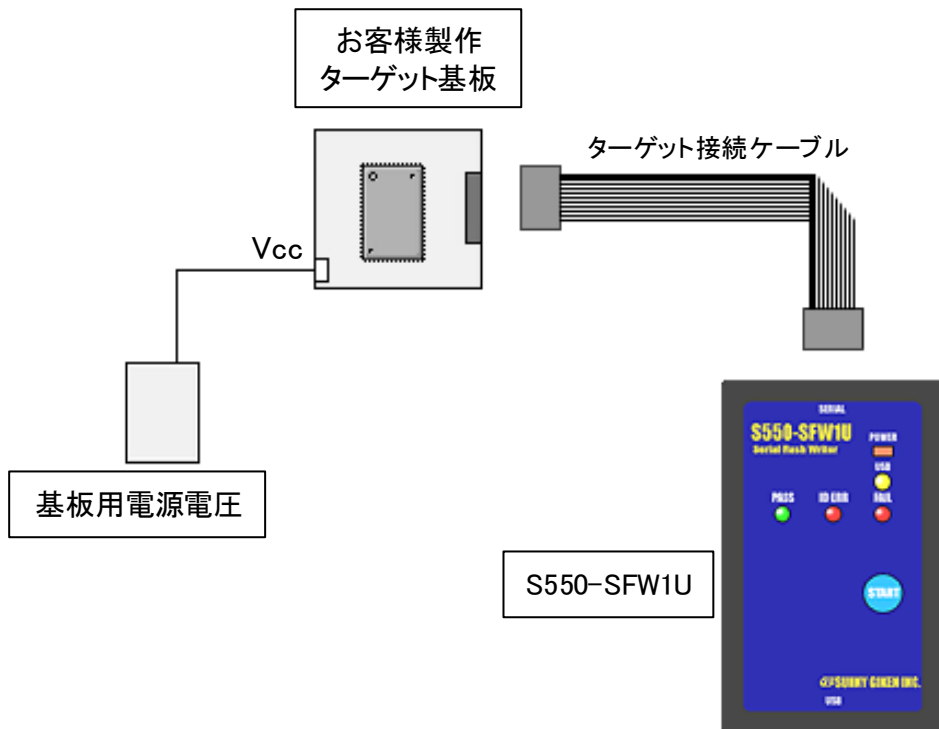 お客様製作
ターゲット基板
ターゲット接続ケーブル
Vcc
基板用電源電圧
S550-SFW1U
SERIAL
S550-SFW1U
Serial Flash Writer
POWER
USB
PASS
ID ERR
FAIL
START
SUNNY GIKEN INC.
USB